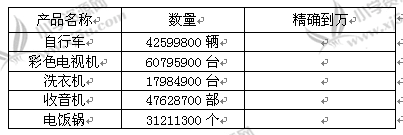 产品名称 数量 精确到万
自行车 42599800 辆
彩色电视机 60795900 台
洗衣机 17984900 台
收音机 47628700 部
电饭锅 31211300 个